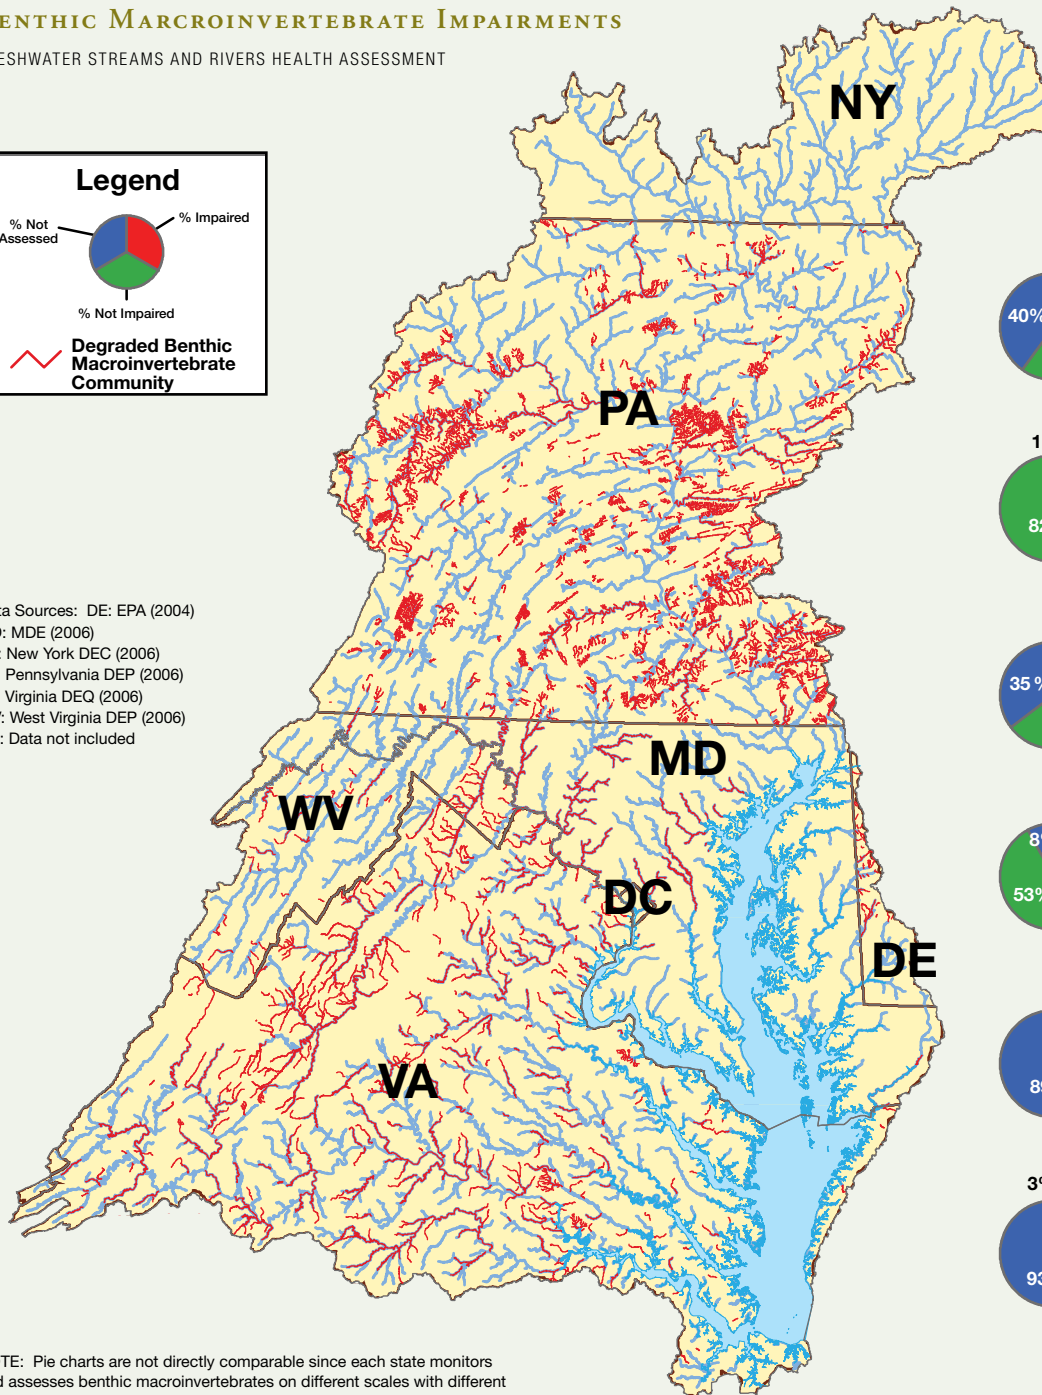 ENTHIC MARCROINVERTEBRATE IMPAIRMENTS
ESHWATER STREAMS AND RIVERS HEALTH ASSESSMENT
NY
Legend
% Not
Assessed
% Impaired
% Not Impaired
Degraded Benthic
Macroinvertebrate
Community
40%
PA
1
82
ta Sources: DE: EPA (2004)
: MDE (2006)
: New York DEC (2006)
Pennsylvania DEP (2006)
Virginia DEQ (2006)
: West Virginia DEP (2006)
: Data not included
35 %
MD
WV
DC
8
53%
DE
VA
89
3%
93
TE: Pie charts are not directly comparable since each state monitors
d assesses benthic macroinvertebrates on different scales with different